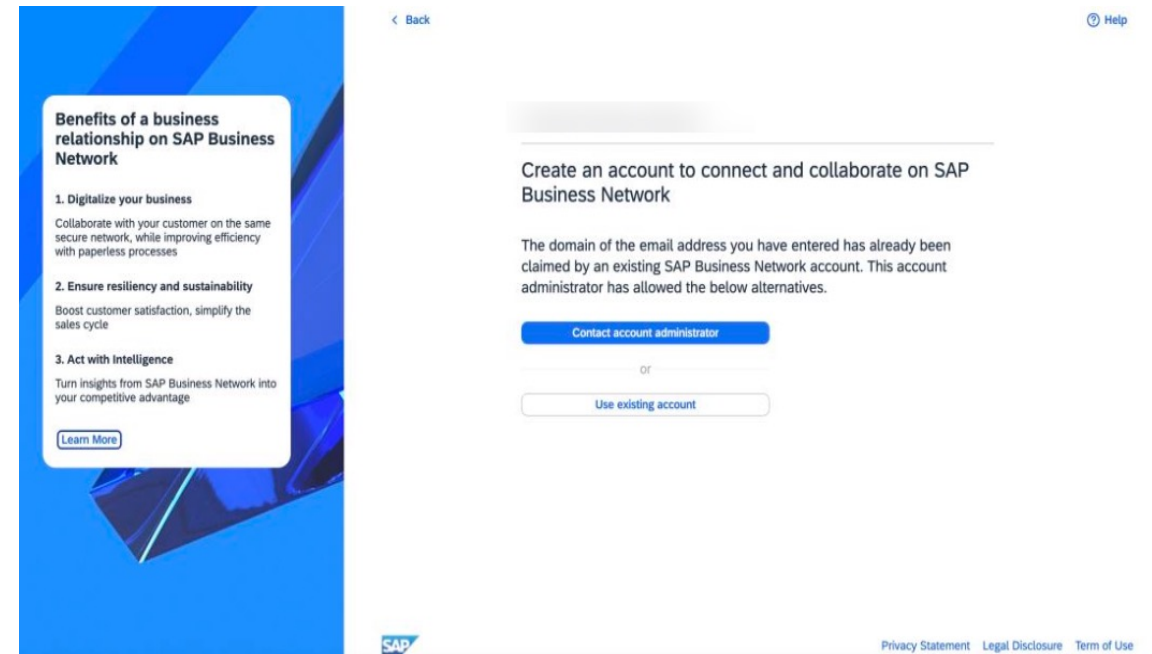 < Back
Help
Benefits of a business
relationship on SAP Business
Network
1. Digitalize your business
Collaborate with your customer on the same
secure network, while improving efficiency
with paperless processes
2. Ensure resiliency and sustainability
Boost customer satisfaction, simplify the
sales cycle
3. Act with Intelligence
Turn insights from SAP Business Network into
your competitive advantage
Learn More
Create an account to connect and collaborate on SAP
Business Network
The domain of the email address you have entered has already been
claimed by an existing SAP Business Network account. This account
administrator has allowed the below alternatives.
Contact account administrator
or
Use existing account
SAP
Privacy Statement Legal Disclosure Term of Use